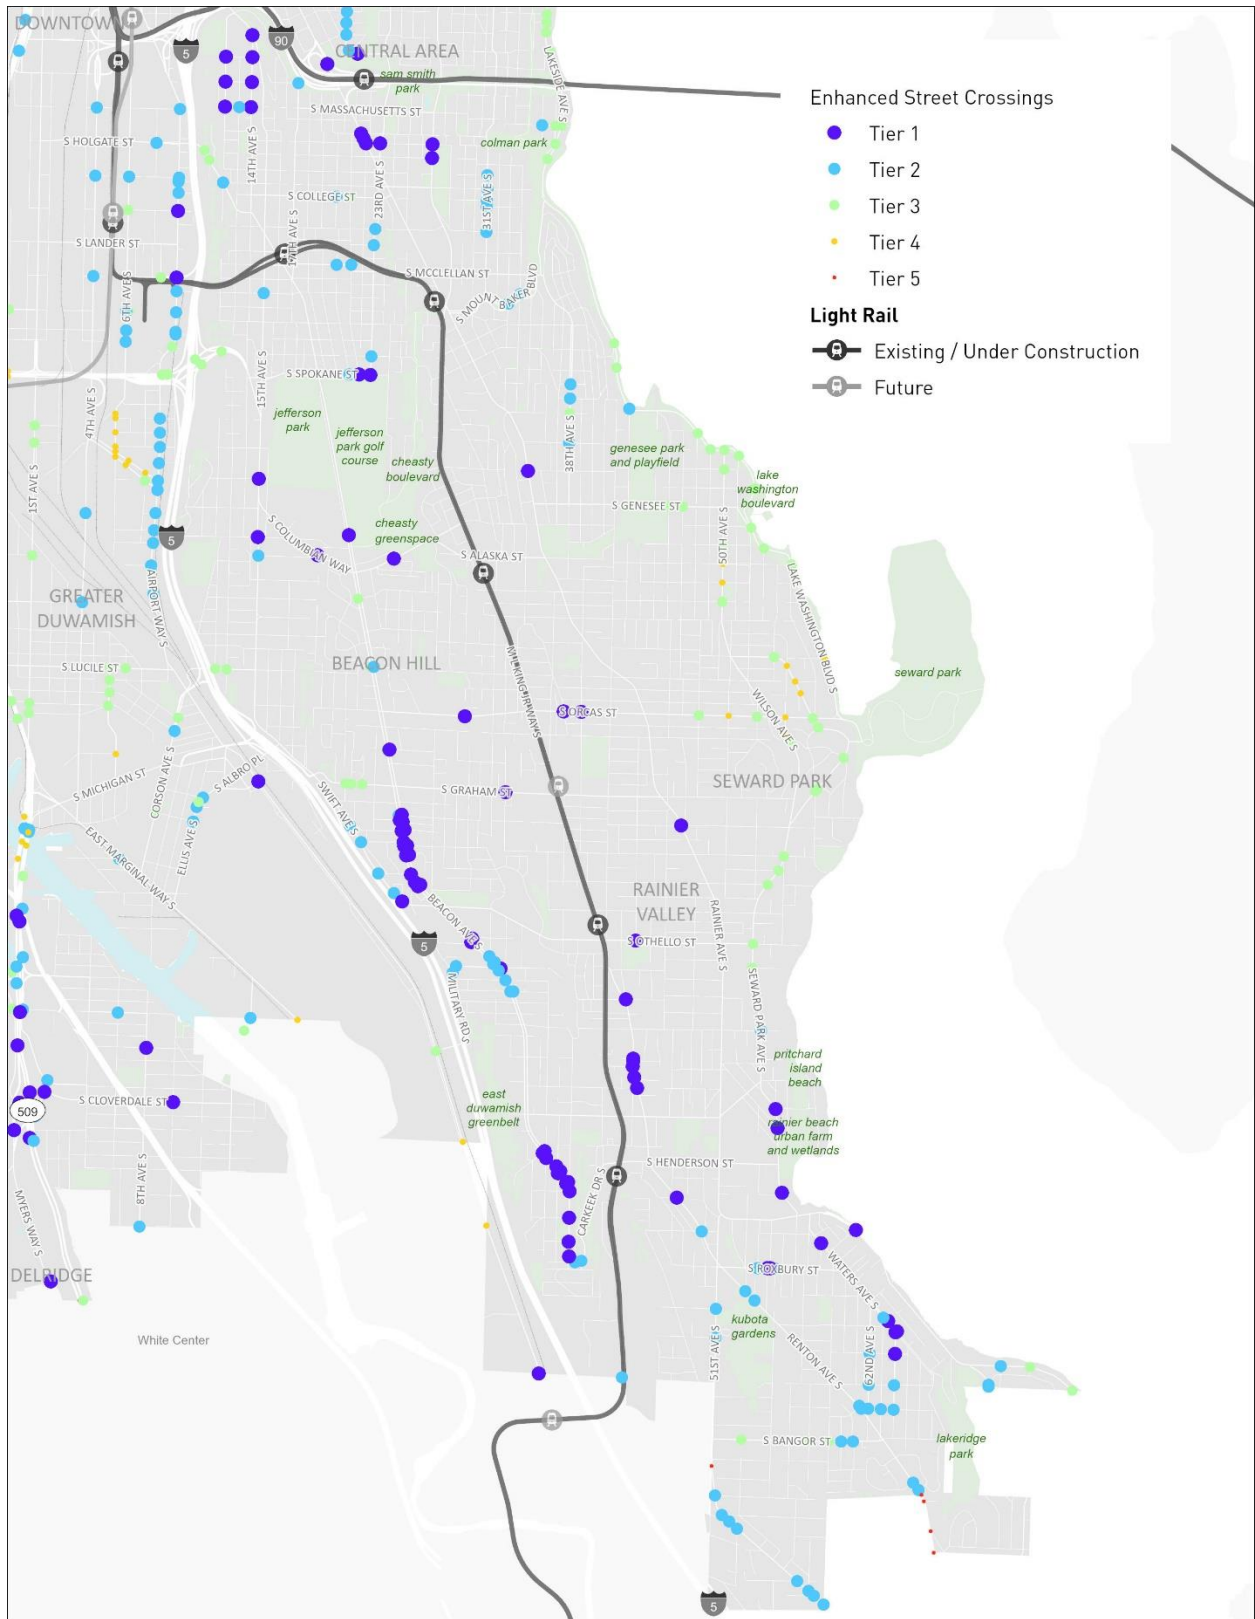 DOWNTOWN
5
90
CENTRAL AREA
sam smith
park
LAKESIDE AVE S
S MASSACHUSETTS ST
S HOLGATE ST
14TH AVE S
23RD AVE S
colman park
S COLLEGE ST
31ST AVE S
17TH AVE S
S LANDER ST
S MCCLELLAN ST
6TH AVE S
S MOUNT BAKER BLVD
Enhanced Street Crossings
Tier 1
Tier 2
Tier 3
Tier 4
Tier 5
Light Rail
Existing / Under Construction
Future
15TH AVE S
S SPOKANE ST
4TH AVE S
jefferson
park
jefferson
park golf
course
cheasty
boulevard
38TH AVE S
genesee park
and playfield
1ST AVE S
lake
washington
boulevard
S GENESEE ST
50TH AVE S
S COLUMBIAN WAY
cheasty
greenspace
S ALASKA ST
5
AIRPORT WAY S
GREATER
DUWAMISH
LAKE WASHINGTON BLVD S
S LUCILE ST
BEACON HILL
M L KING JR WAY S
seward park
WILSON AVE S
S ORCAS ST
CORSON AVE S
S ALBRO PL
S MICHIGAN ST
SWIFT AVE S
S GRAHAM ST
SEWARD PARK
ELLIS AVE S
EAST MARGINAL WAY S
RAINIER
VALLEY
BEACON AVE S
RAINIER AVE S
5
S OTHELLO ST
MILITARY RD S
SEWARD PARK AVE S
pritchard
island
beach
east
duwamish
greenbelt
S CLOVERDALE ST
509
rainier beach
urban farm
and wetlands
8TH AVE S
S HENDERSON ST
CARKEEK DR S
MYERS WAY S
DELRIDGE
S ROXBURY ST
WATERS AVE S
White Center
kubota
gardens
51ST AVE S
RENTON AVE S
62ND AVE S
S BANGOR ST
lakeridge
park
5